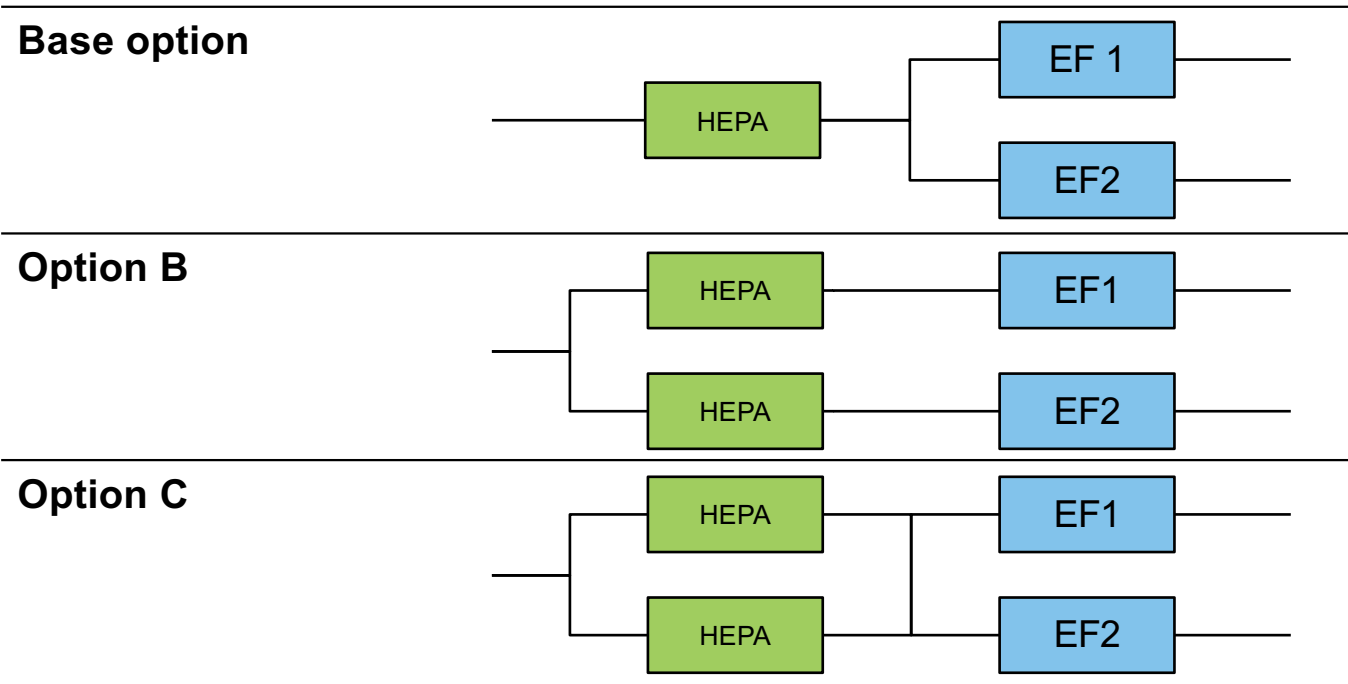 Base option
EF 1
HEPA
EF2
Option B
HEPA
EF1
HEPA
EF2
Option C
HEPA
EF1
HEPA
EF2